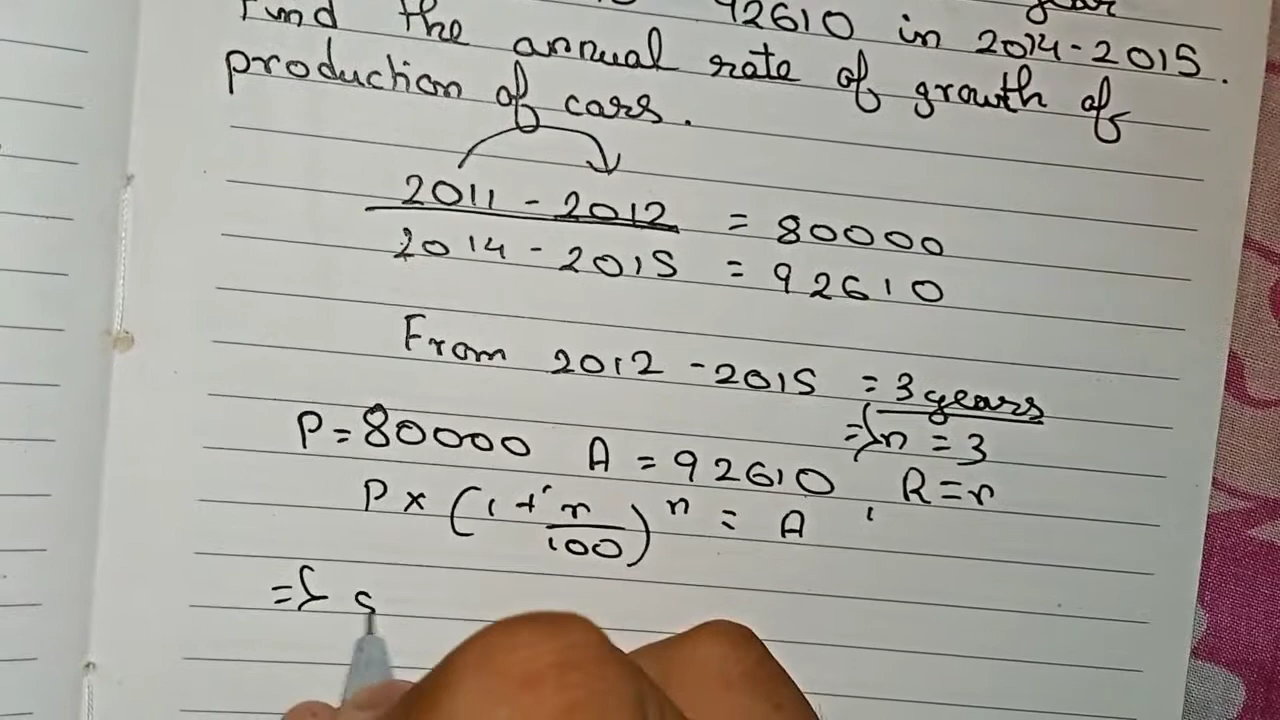 year
92610 in 2014-2015.
Find the annual rate of growth of
production of cars.
2011 - 2012 = 80000
2014 - 2015 = 92610
From 2012 - 2015 = 3 years
=> n = 3
P = 80000 A = 92610 R = r
P × (1 + r/100)^n = A
=>